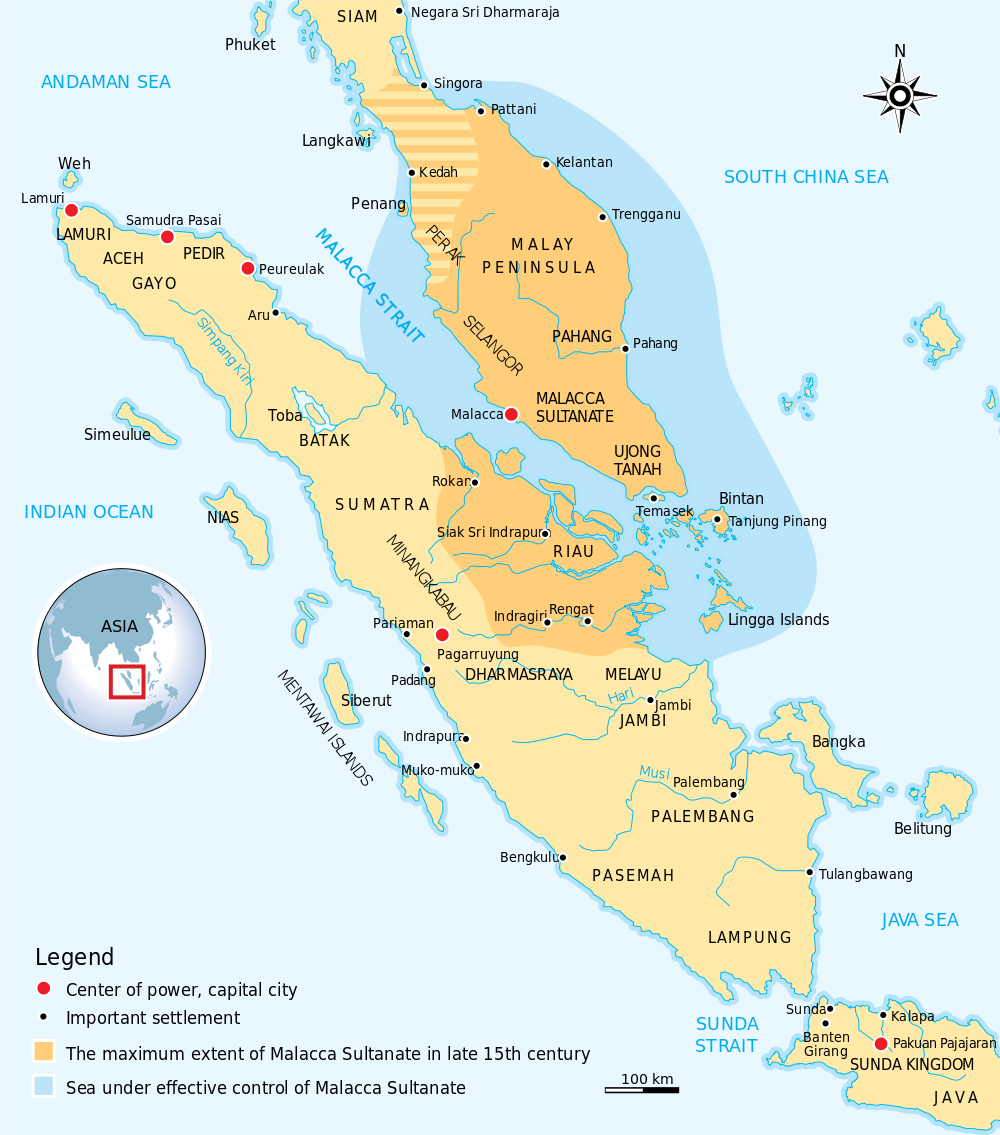 SIAM
Negara Sri Dharmaraja
Phuket
ANDAMAN SEA
Singora
Pattani
N
Langkawi
Kedah
Kelantan
SOUTH CHINA SEA
Weh
Lamuri
Penang
Trengganu
Samudra Pasai
LAMURI
PERAK
MALAY
PENINSULA
MALACCA STRAIT
ACEH
PEDIR
GAYO
Peureulak
Aru
Simpang Kiri
SELANGOR
PAHANG
Pahang
Toba
BATAK
Malacca
MALACCA
SULTANATE
Simeulue
UJONG
TANAH
Rokan
SUMATRA
Temasek
Bintan
Tanjung Pinang
INDIAN OCEAN
NIAS
Siak Sri Indrapura
RIAU
MINANGKABAU
ASIA
Pariaman
Indragiri
Rengat
Lingga Islands
Pagarruyung
Padang
DHARMASRAYA
MELAYU
Hari
Jambi
JAMBI
Siberut
MENTAWAI ISLANDS
Indrapura
Bangka
Muko-muko
Musi
Palembang
PALEMBANG
Belitung
Bengkulu
PASEMAH
Tulangbawang
JAVA SEA
LAMPUNG
Legend
Center of power, capital city
Important settlement
The maximum extent of Malacca Sultanate in late 15th century
Sea under effective control of Malacca Sultanate
100 km
SUNDA
STRAIT
Sunda
Kalapa
Banten
Girang
Pakuan Pajajaran
SUNDA KINGDOM
JAVA